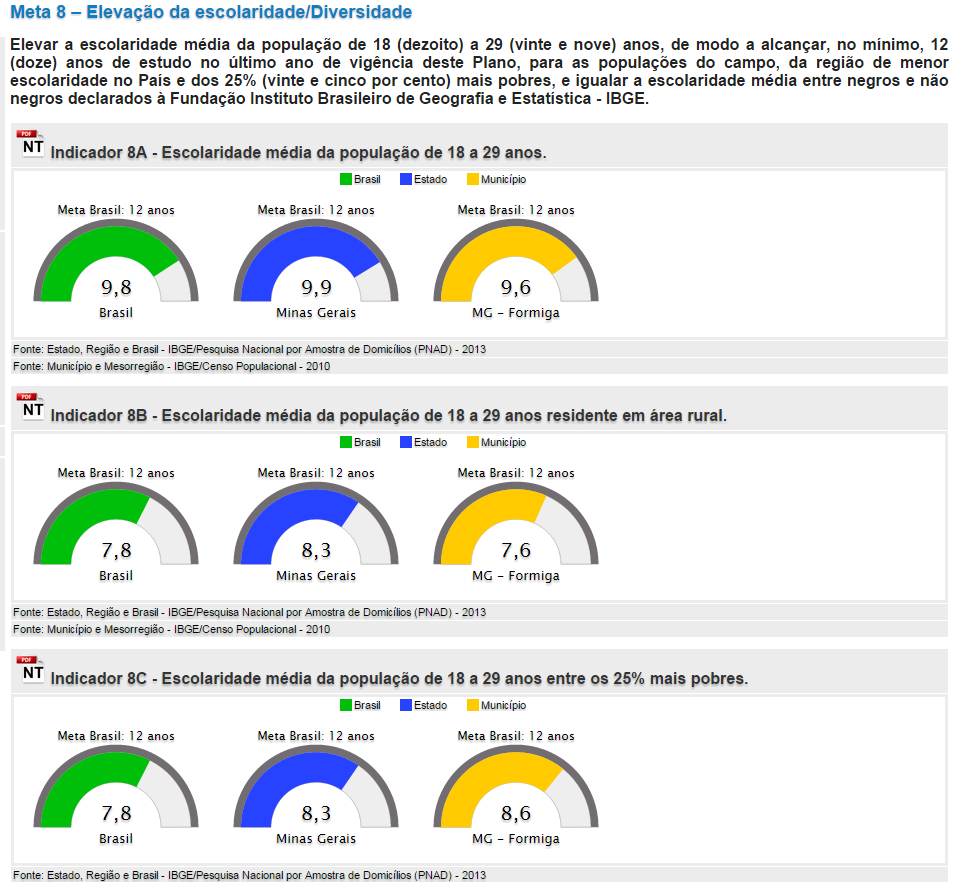 Meta 8 – Elevação da escolaridade/Diversidade
Elevar a escolaridade média da população de 18 (dezoito) a 29 (vinte e nove) anos, de modo a alcançar, no mínimo, 12
(doze) anos de estudo no último ano de vigência deste Plano, para as populações do campo, da região de menor
escolaridade no País e dos 25% (vinte e cinco por cento) mais pobres, e igualar a escolaridade média entre negros e não
negros declarados à Fundação Instituto Brasileiro de Geografia e Estatística - IBGE.
PDF
NT Indicador 8A - Escolaridade média da população de 18 a 29 anos.
Brasil Estado Município
Meta Brasil: 12 anos Meta Brasil: 12 anos Meta Brasil: 12 anos
9,8 9,9 9,6
Brasil Minas Gerais MG - Formiga
Fonte: Estado, Região e Brasil - IBGE/Pesquisa Nacional por Amostra de Domicílios (PNAD) - 2013
Fonte: Município e Mesorregião - IBGE/Censo Populacional - 2010
PDF
NT Indicador 8B - Escolaridade média da população de 18 a 29 anos residente em área rural.
Brasil Estado Município
Meta Brasil: 12 anos Meta Brasil: 12 anos Meta Brasil: 12 anos
7,8 8,3 7,6
Brasil Minas Gerais MG - Formiga
Fonte: Estado, Região e Brasil - IBGE/Pesquisa Nacional por Amostra de Domicílios (PNAD) - 2013
Fonte: Município e Mesorregião - IBGE/Censo Populacional - 2010
PDF
NT Indicador 8C - Escolaridade média da população de 18 a 29 anos entre os 25% mais pobres.
Brasil Estado Município
Meta Brasil: 12 anos Meta Brasil: 12 anos Meta Brasil: 12 anos
7,8 8,3 8,6
Brasil Minas Gerais MG - Formiga
Fonte: Estado, Região e Brasil - IBGE/Pesquisa Nacional por Amostra de Domicílios (PNAD) - 2013